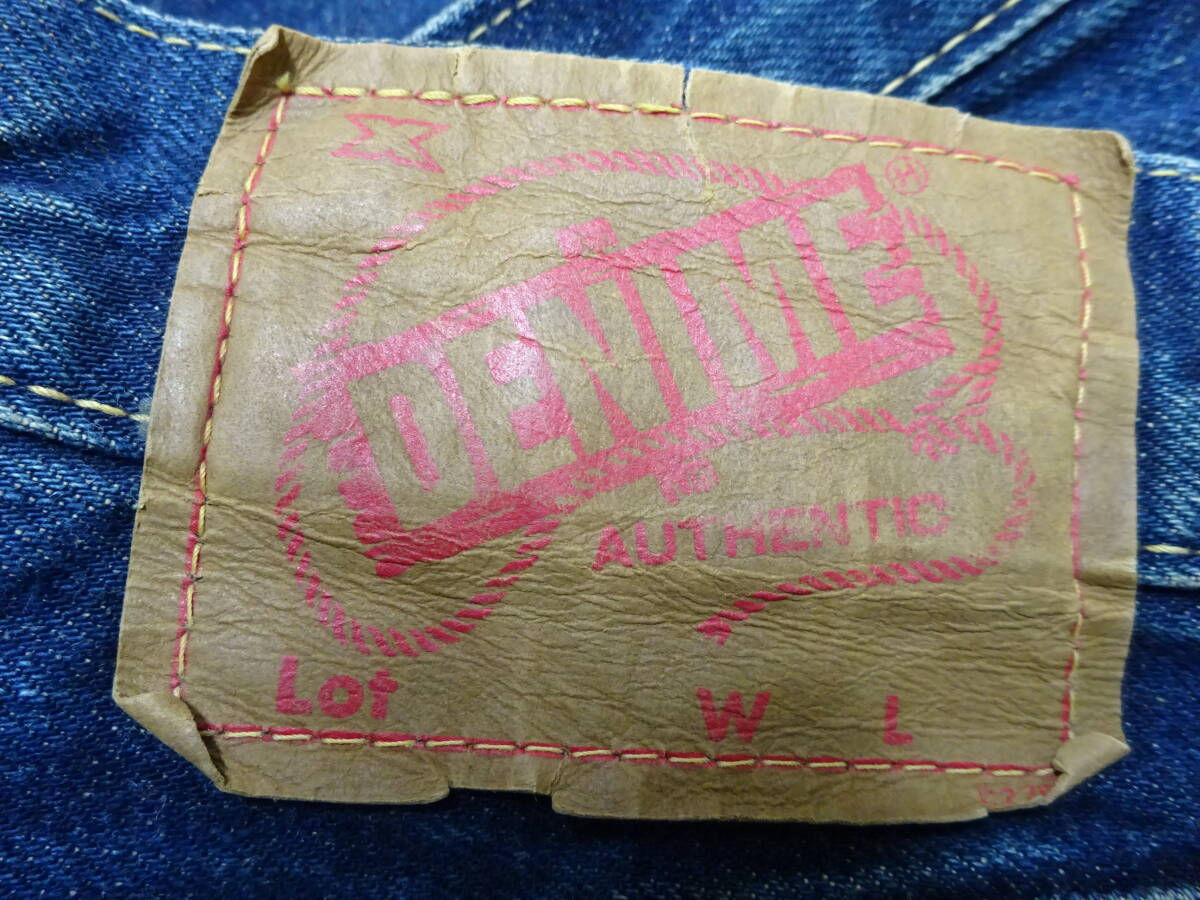 DENIME
Ⓗ
AUTHENTIC
Lot W L